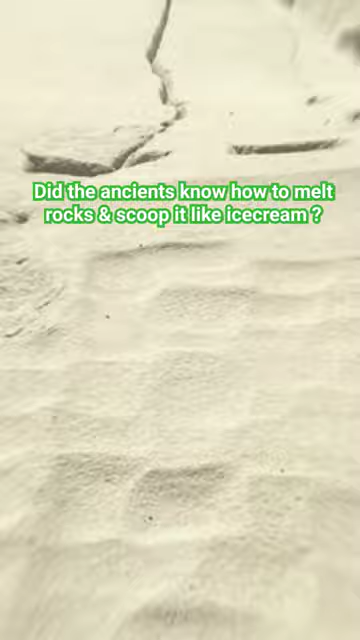 Did the ancients know how to melt
rocks & scoop it like icecream ?